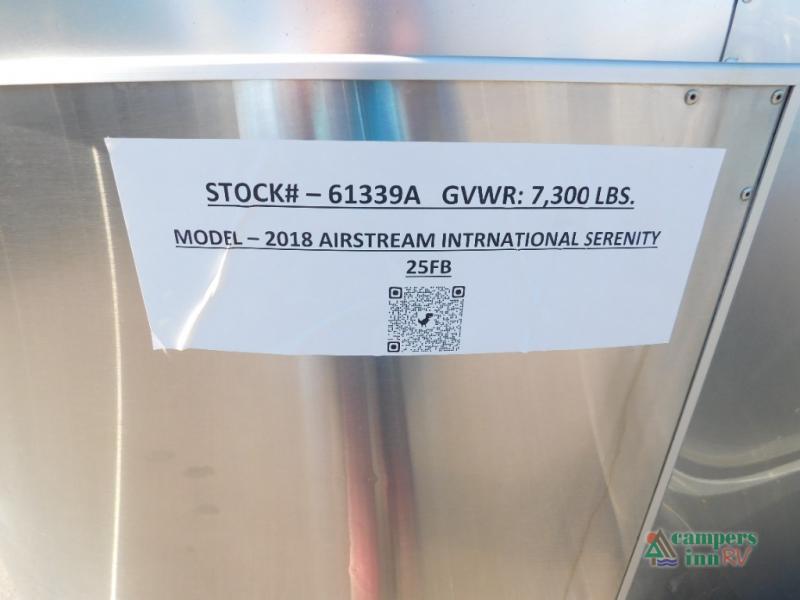 STOCK# – 61339A GVWR: 7,300 LBS.
MODEL – 2018 AIRSTREAM INTRNATIONAL SERENITY
25FB
campers
inn RV